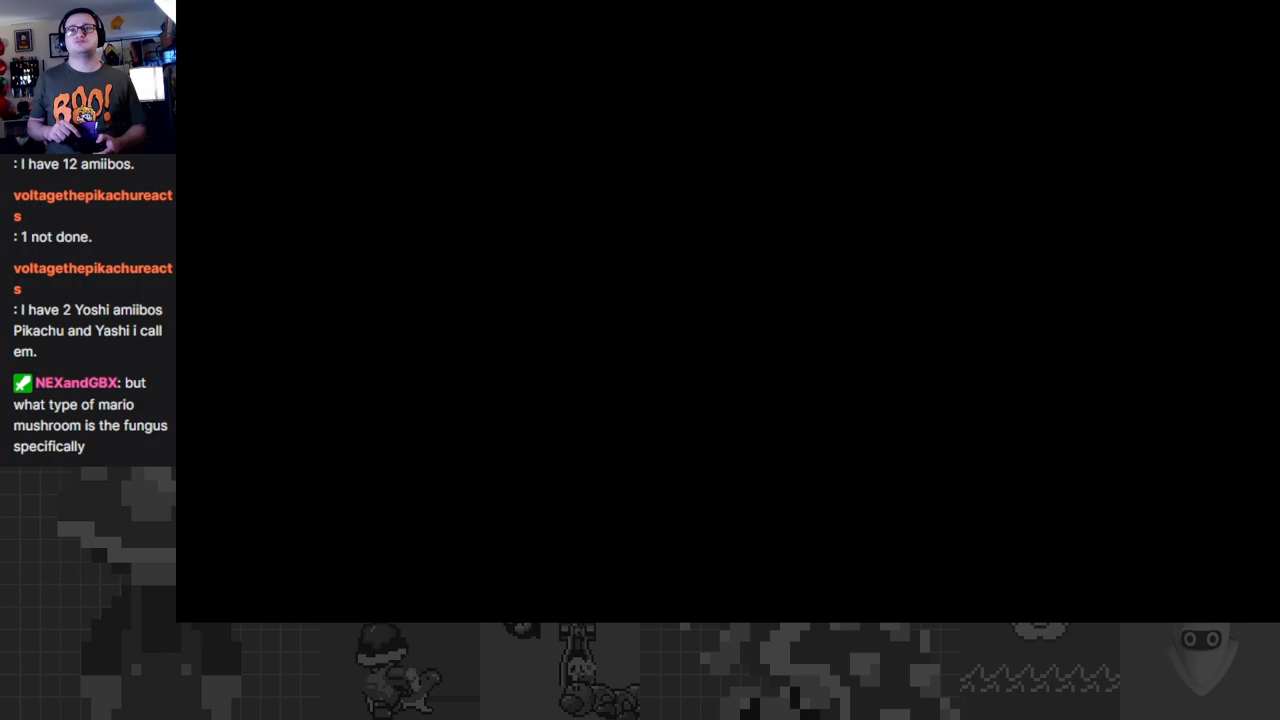 BOO!
: I have 12 amiibos.
voltagethepikachureact
s
: 1 not done.
voltagethepikachureact
s
: I have 2 Yoshi amiibos
Pikachu and Yashi i call
em.
NEXandGBX: but
what type of mario
mushroom is the fungus
specifically